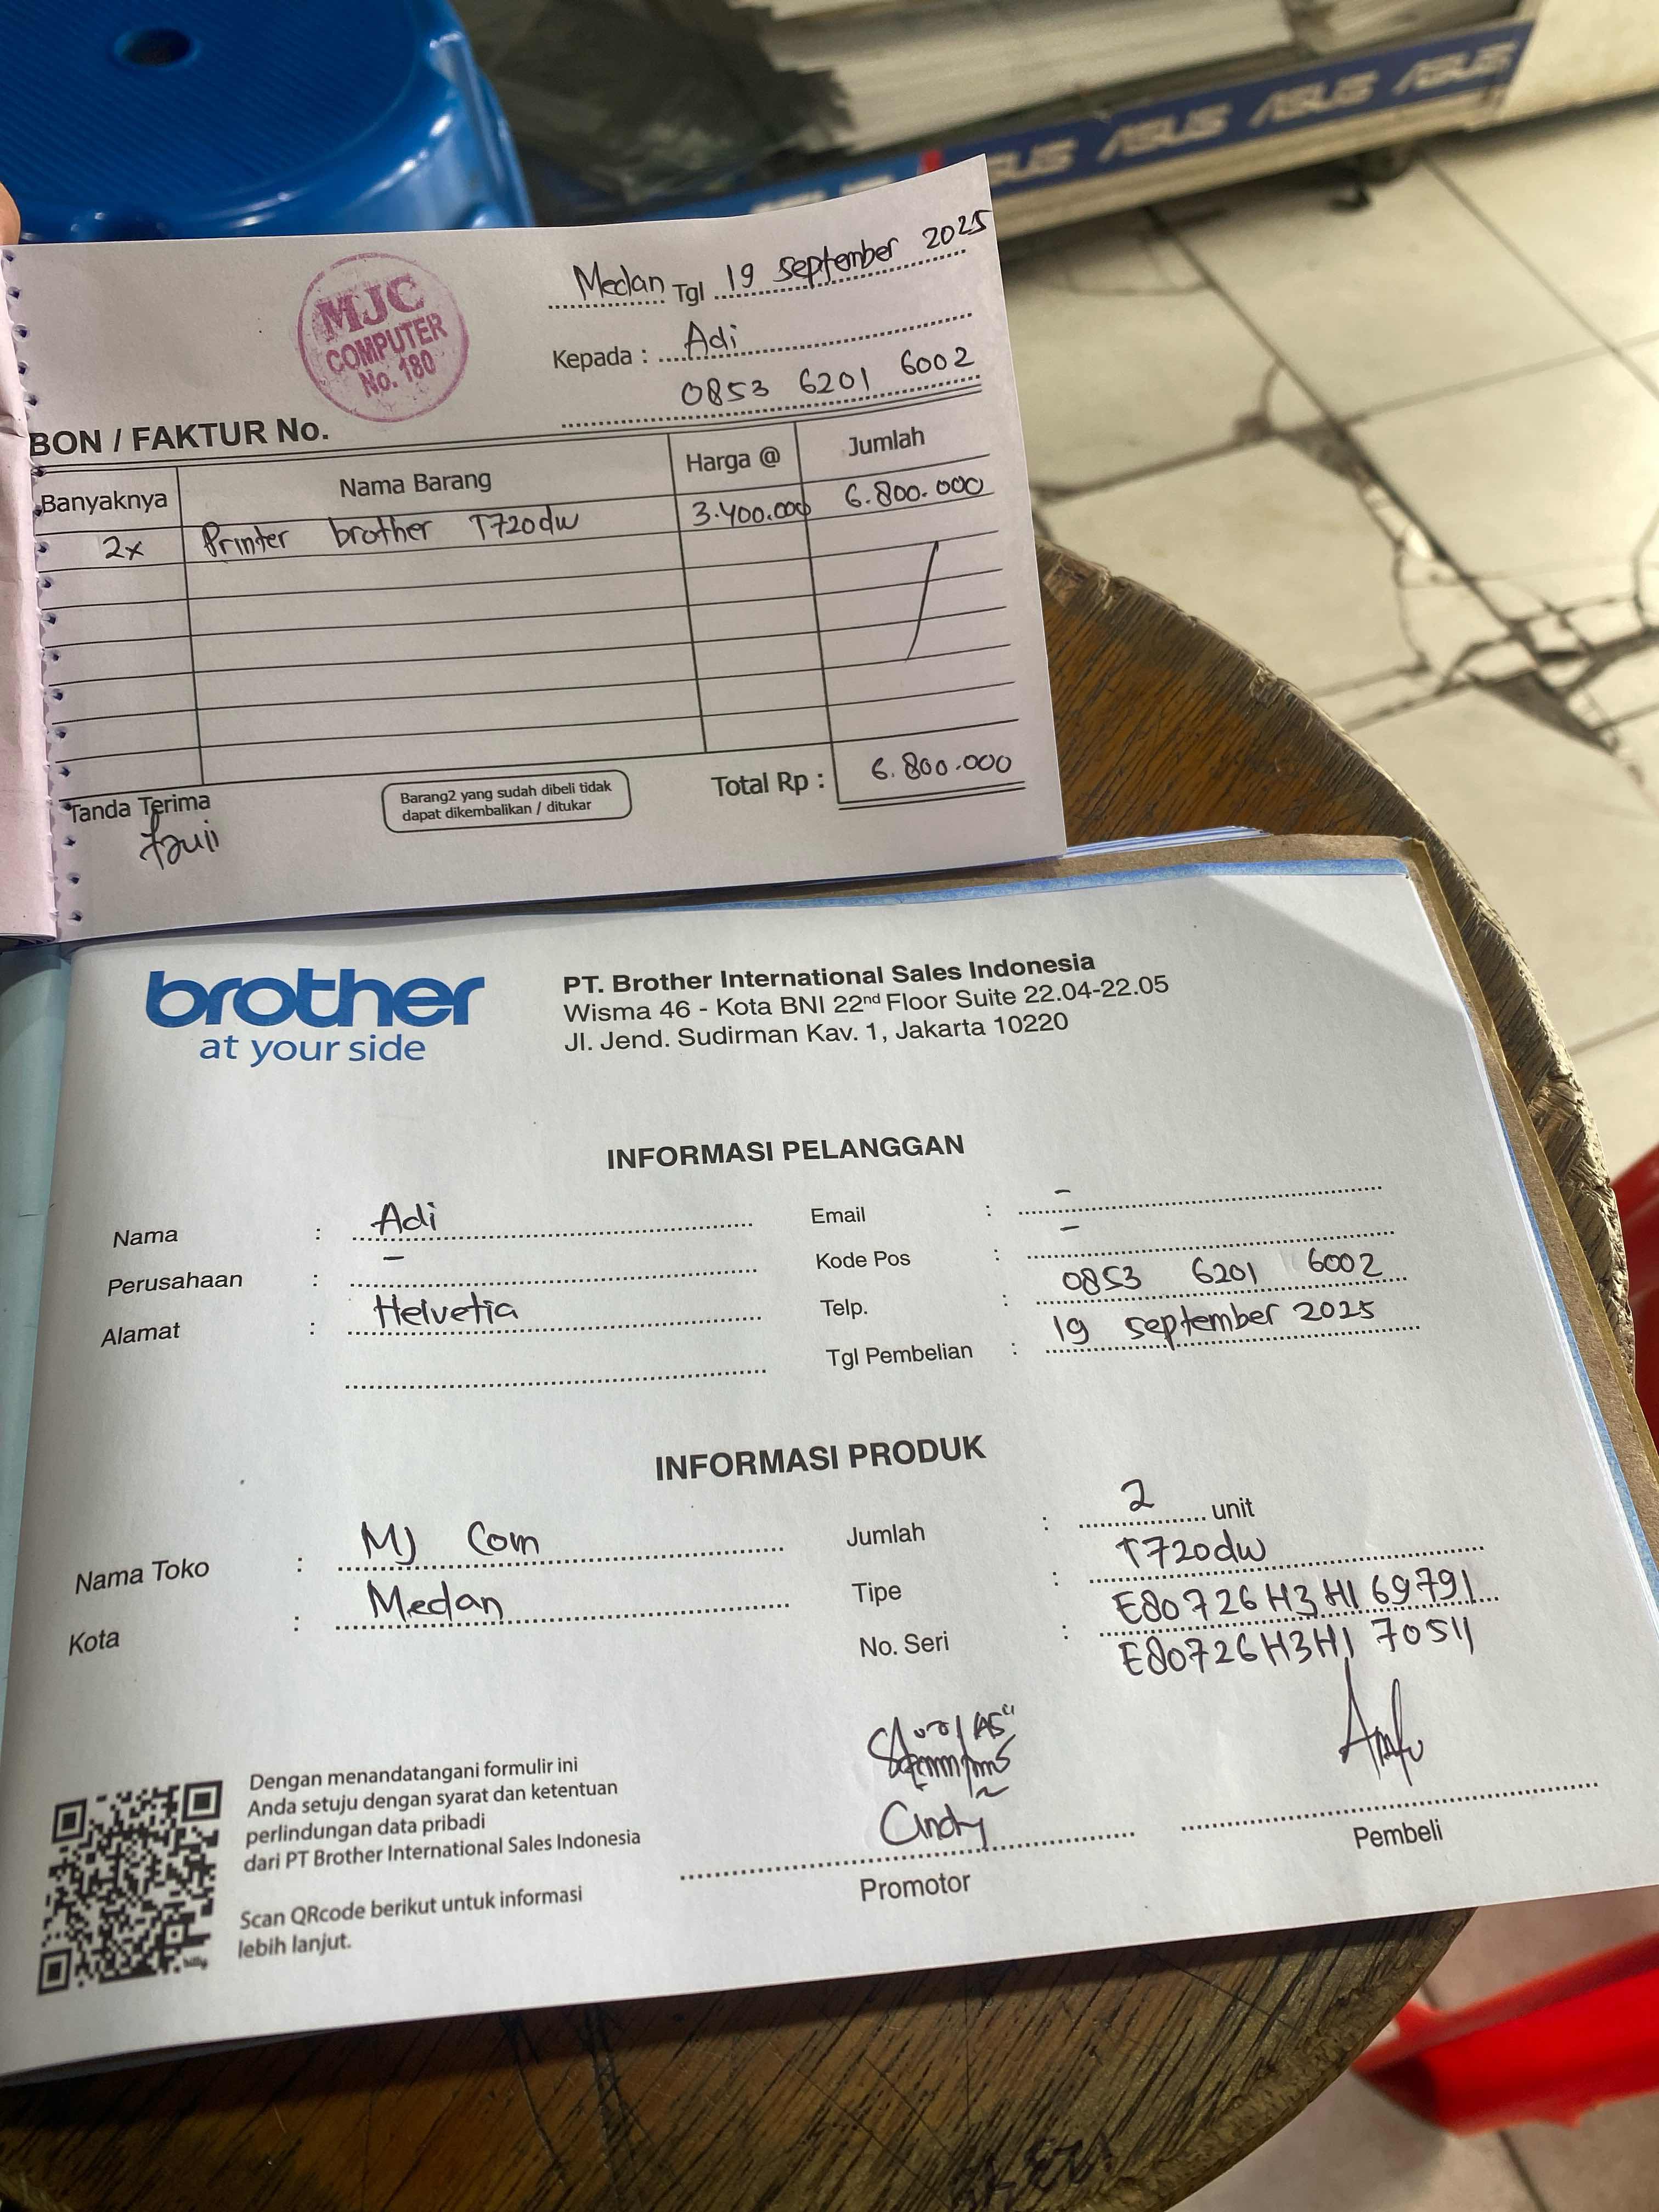 ASUS ASUS ASUS ASUS
Medan Tgl 19 September 2025
MJC
COMPUTER
No. 180
Kepada : Adi
0853 6201 6002
BON / FAKTUR No.
Banyaknya Nama Barang Harga @ Jumlah
2x Printer brother T720dw 3.400.000 6.800.000
Total Rp : 6.800.000
Tanda Terima
Barang2 yang sudah dibeli tidak
dapat dikembalikan / ditukar
brother
at your side
PT. Brother International Sales Indonesia
Wisma 46 - Kota BNI 22nd Floor Suite 22.04-22.05
Jl. Jend. Sudirman Kav. 1, Jakarta 10220
INFORMASI PELANGGAN
Nama : Adi
Perusahaan : -
Alamat : Helvetia
Email : -
Kode Pos : -
Telp. : 0853 6201 6002
Tgl Pembelian : 19 September 2025
INFORMASI PRODUK
Nama Toko : MJ Com
Kota : Medan
Jumlah : 2 unit
Tipe : T720dw
No. Seri : E80726H3H169791
E80726H3H170511
Dengan menandatangani formulir ini
Anda setuju dengan syarat dan ketentuan
perlindungan data pribadi
dari PT Brother International Sales Indonesia
Scan QRcode berikut untuk informasi
lebih lanjut.
Cindy
Promotor
Pembeli